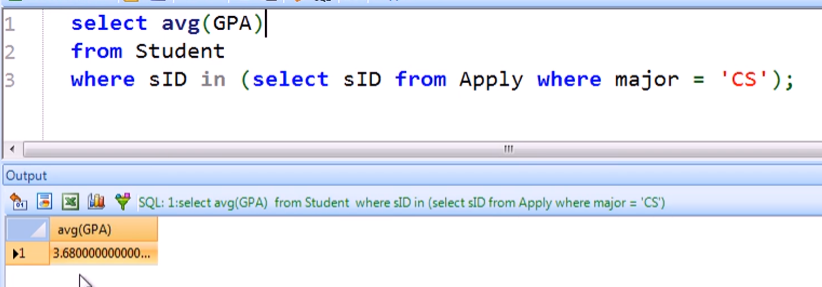 1 select avg(GPA)
2 from Student
3 where sID in (select sID from Apply where major = 'CS');
Output
SQL: 1:select avg(GPA) from Student where sID in (select sID from Apply where major = 'CS')
avg(GPA)
1 3.680000000000...